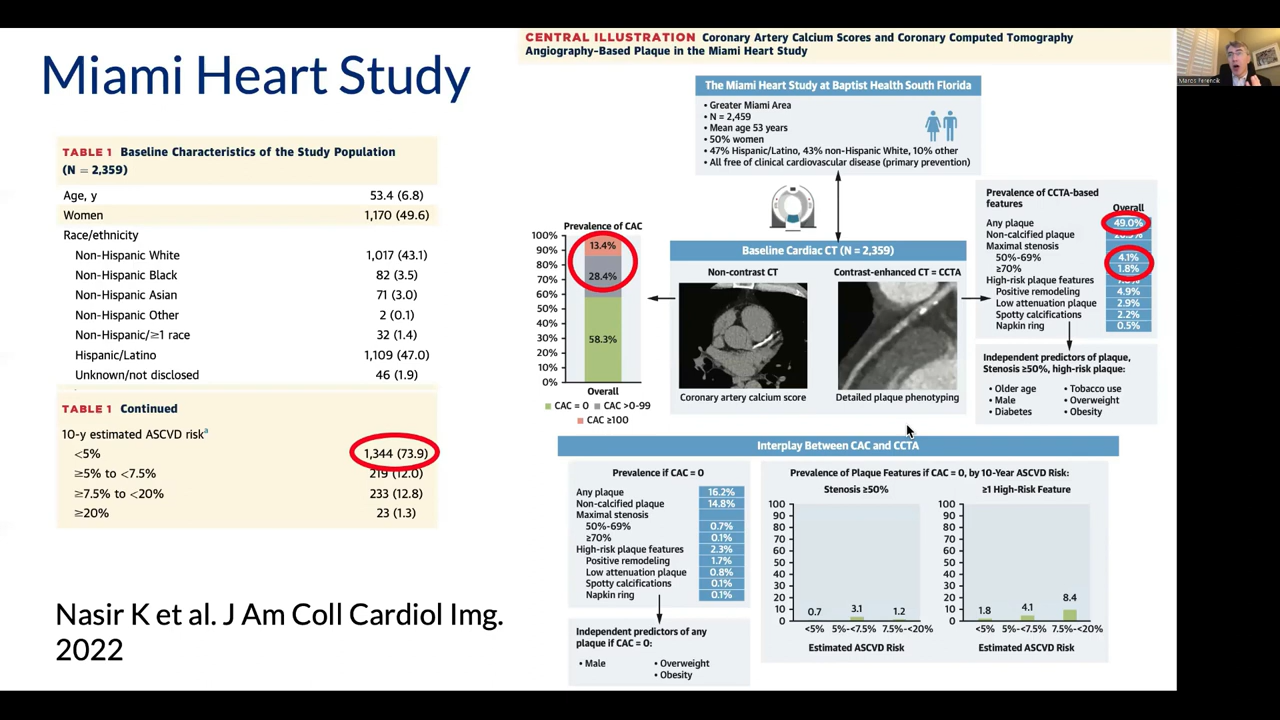 Miami Heart Study
TABLE 1 Baseline Characteristics of the Study Population
(N = 2,359)
Age, y 53.4 (6.8)
Women 1,170 (49.6)
Race/ethnicity
Non-Hispanic White 1,017 (43.1)
Non-Hispanic Black 82 (3.5)
Non-Hispanic Asian 71 (3.0)
Non-Hispanic Other 2 (0.1)
Non-Hispanic/≥1 race 32 (1.4)
Hispanic/Latino 1,109 (47.0)
Unknown/not disclosed 46 (1.9)
TABLE 1 Continued
10-y estimated ASCVD riskᵃ
<5% 1,344 (73.9)
≥5% to <7.5% 219 (12.0)
≥7.5% to <20% 233 (12.8)
≥20% 23 (1.3)
Nasir K et al. J Am Coll Cardiol Img.
2022
CENTRAL ILLUSTRATION Coronary Artery Calcium Scores and Coronary Computed Tomography
Angiography-Based Plaque in the Miami Heart Study
The Miami Heart Study at Baptist Health South Florida
• Greater Miami Area
• N = 2,459
• Mean age 53 years
• 50% women
• 47% Hispanic/Latino, 43% non-Hispanic White, 10% other
• All free of clinical cardiovascular disease (primary prevention)
Prevalence of CAC
100%
90%
80%
70%
60%
50%
40%
30%
20%
10%
0%
13.4%
28.4%
58.3%
Overall
CAC = 0 CAC >0-99
CAC ≥100
Baseline Cardiac CT (N = 2,359)
Non-contrast CT
Coronary artery calcium score
Contrast-enhanced CT = CCTA
Detailed plaque phenotyping
Prevalence of CCTA-based
features
Overall
Any plaque 49.0%
Non-calcified plaque
Maximal stenosis
50%-69% 4.1%
≥70% 1.8%
High-risk plaque features
Positive remodeling 4.9%
Low attenuation plaque 2.9%
Spotty calcifications 2.2%
Napkin ring 0.5%
Independent predictors of plaque,
Stenosis ≥50%, high-risk plaque:
• Older age • Tobacco use
• Male • Overweight
• Diabetes • Obesity
Interplay Between CAC and CCTA
Prevalence if CAC = 0
Any plaque 16.2%
Non-calcified plaque 14.8%
Maximal stenosis
50%-69% 0.7%
≥70% 0.1%
High-risk plaque features 2.3%
Positive remodeling 1.7%
Low attenuation plaque 0.8%
Spotty calcifications 0.1%
Napkin ring 0.1%
Independent predictors of any
plaque if CAC = 0:
• Male • Overweight
• Obesity
Prevalence of Plaque Features if CAC = 0, by 10-Year ASCVD Risk:
Stenosis ≥50%
100
90
80
70
60
50
40
30
20
10
0
0.7 3.1 1.2
<5% 5%-<7.5% 7.5%-<20%
Estimated ASCVD Risk
≥1 High-Risk Feature
100
90
80
70
60
50
40
30
20
10
0
1.8 4.1 8.4
<5% 5%-<7.5% 7.5%-<20%
Estimated ASCVD Risk